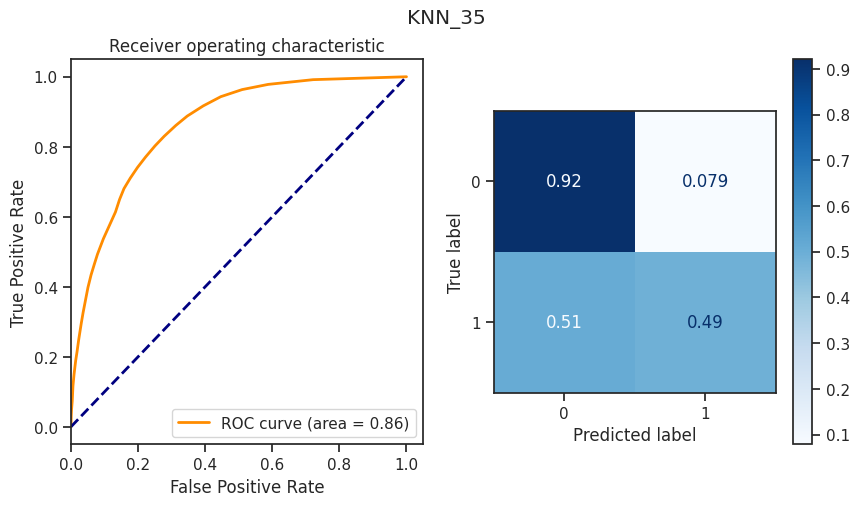 KNN_35
Receiver operating characteristic
True Positive Rate
1.0
0.8
0.6
0.4
0.2
0.0
0.0 0.2 0.4 0.6 0.8 1.0
False Positive Rate
ROC curve (area = 0.86)
True label
0
1
0.92 0.079
0.51 0.49
0 1
Predicted label
0.9
0.8
0.7
0.6
0.5
0.4
0.3
0.2
0.1